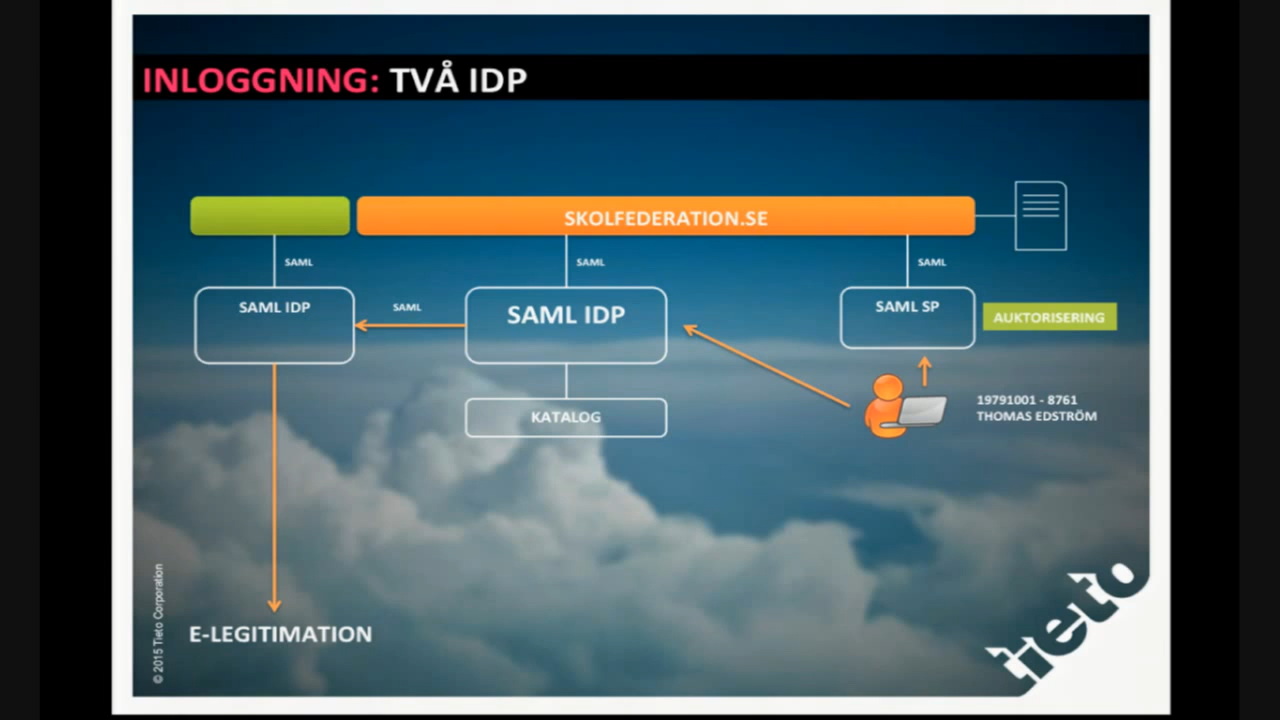 INLOGGNING: TVÅ IDP
SKOLFEDERATION.SE
SAML
SAML
SAML
SAML IDP
SAML
SAML IDP
SAML SP
AUKTORISERING
KATALOG
19791001 - 8761
THOMAS EDSTRÖM
E-LEGITIMATION
© 2015 Tieto Corporation
tieto